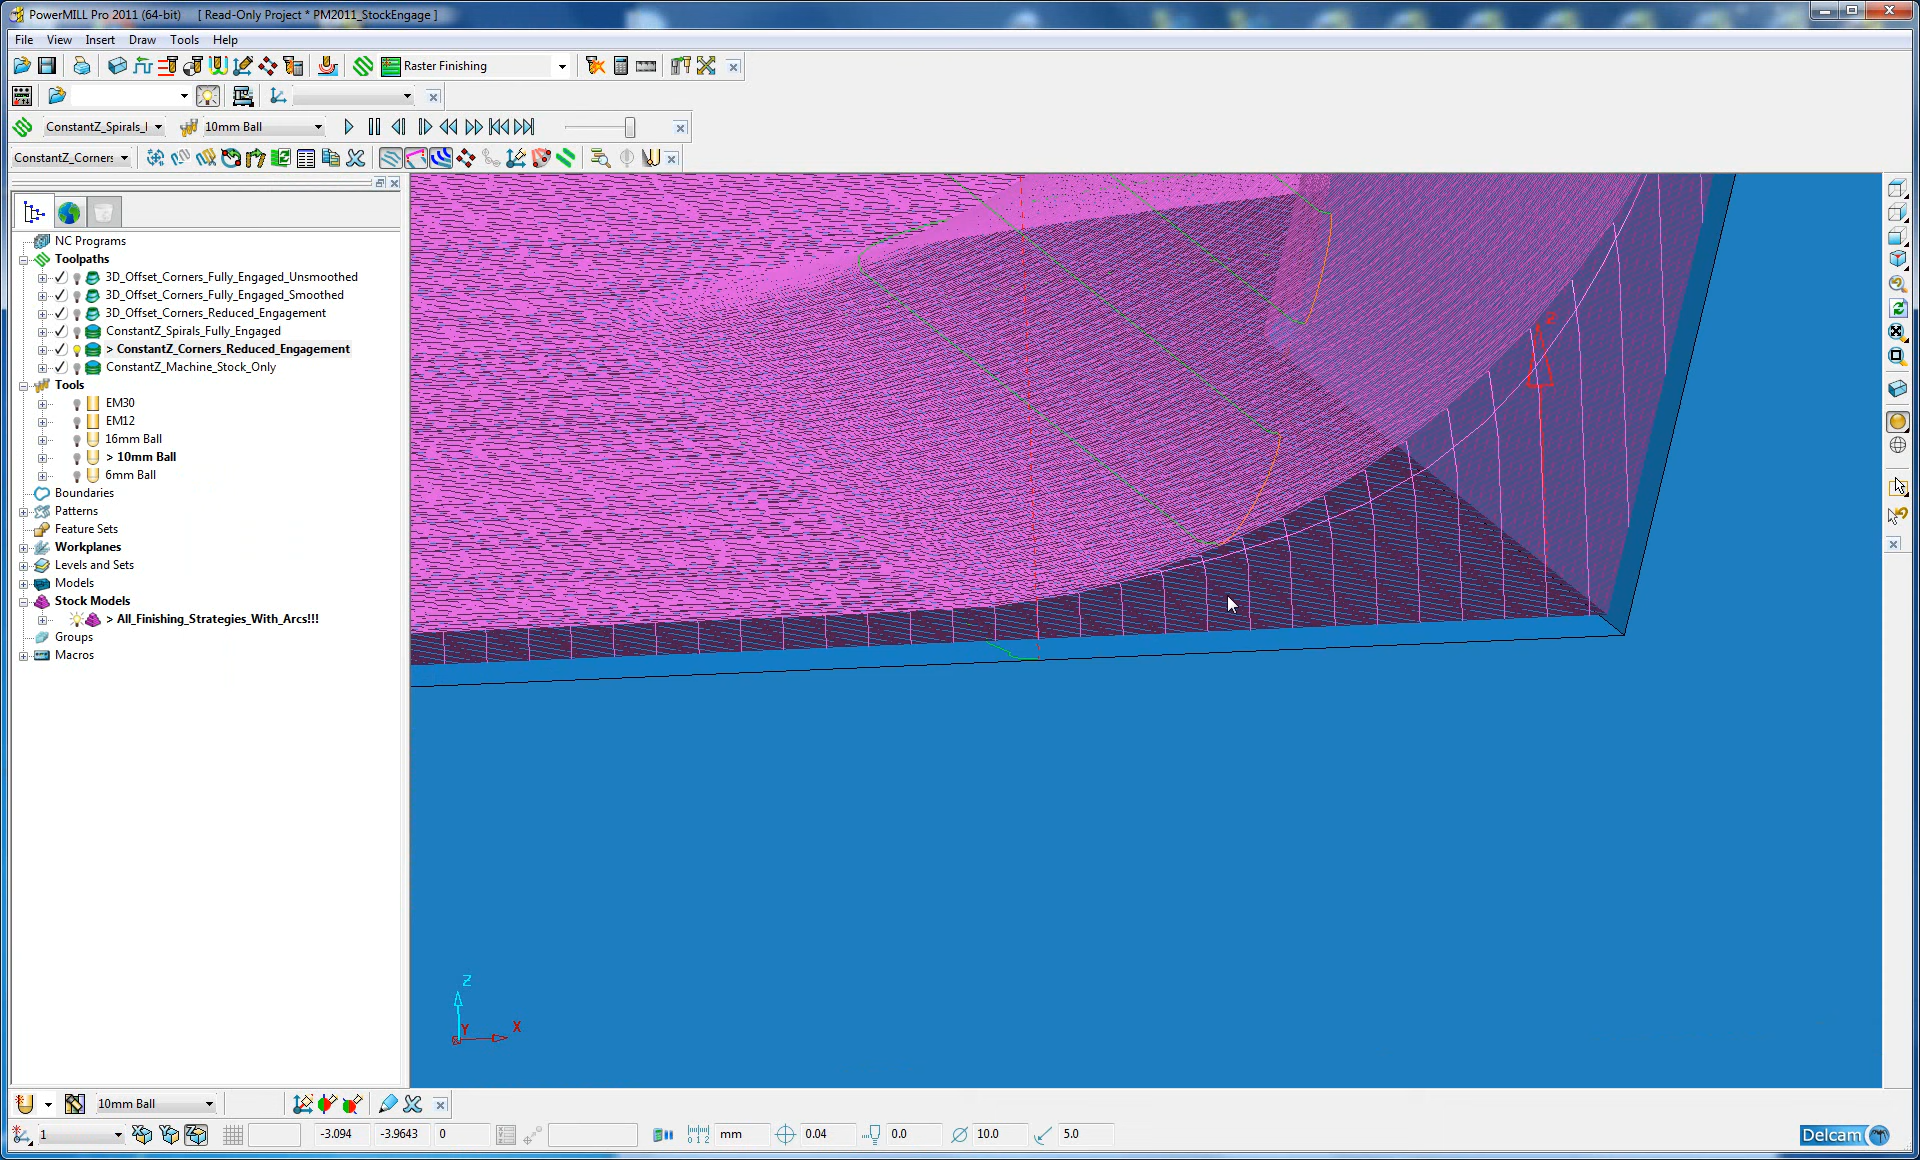 PowerMILL Pro 2011 (64-bit) [ Read-Only Project * PM2011_StockEngage ]
File View Insert Draw Tools Help
Raster Finishing
ConstantZ_Spirals_I 10mm Ball
ConstantZ_Corners
NC Programs
Toolpaths
3D_Offset_Corners_Fully_Engaged_Unsmoothed
3D_Offset_Corners_Fully_Engaged_Smoothed
3D_Offset_Corners_Reduced_Engagement
ConstantZ_Spirals_Fully_Engaged
> ConstantZ_Corners_Reduced_Engagement
ConstantZ_Machine_Stock_Only
Tools
EM30
EM12
16mm Ball
> 10mm Ball
6mm Ball
Boundaries
Patterns
Feature Sets
Workplanes
Levels and Sets
Models
Stock Models
> All_Finishing_Strategies_With_Arcs!!!
Groups
Macros
Z
Y X
10mm Ball
1 -3.094 -3.9643 0 mm 0.04 0.0 10.0 5.0
Delcam